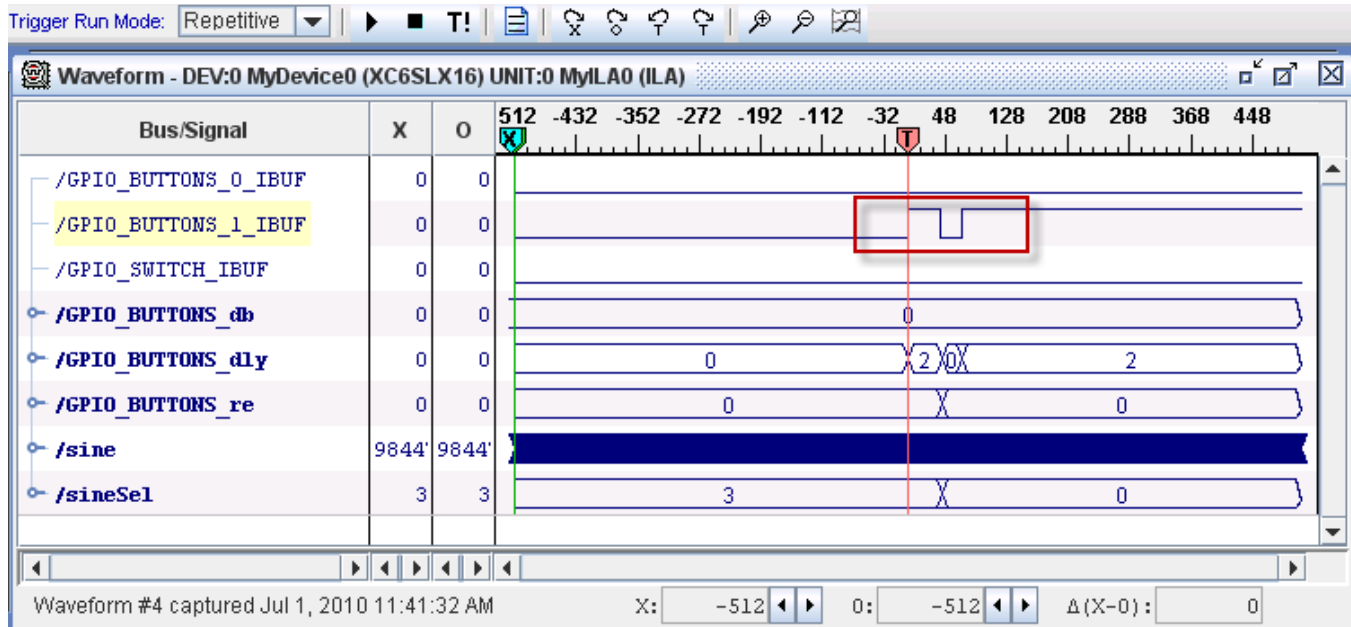 Trigger Run Mode: Repetitive T!
Waveform - DEV:0 MyDevice0 (XC6SLX16) UNIT:0 MyILA0 (ILA)
Bus/Signal X O 512 -432 -352 -272 -192 -112 -32 48 128 208 288 368 448
X T
/GPIO_BUTTONS_0_IBUF 0 0
/GPIO_BUTTONS_1_IBUF 0 0
/GPIO_SWITCH_IBUF 0 0
/GPIO_BUTTONS_db 0 0 0
/GPIO_BUTTONS_dly 0 0 0 2 0 2
/GPIO_BUTTONS_re 0 0 0 0
/sine 9844' 9844'
/sineSel 3 3 3 0
Waveform #4 captured Jul 1, 2010 11:41:32 AM X: -512 O: -512 Δ(X-O): 0